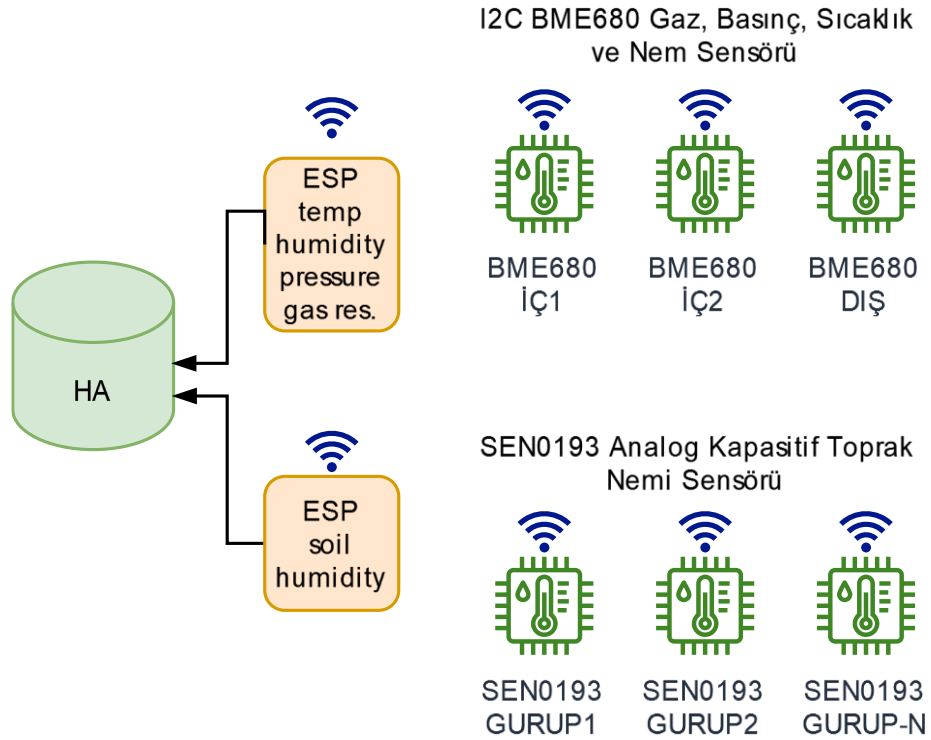 I2C BME680 Gaz, Basınç, Sıcaklık
ve Nem Sensörü
ESP
temp
humidity
pressure
gas res.
BME680
İÇ1
BME680
İÇ2
BME680
DIŞ
HA
SEN0193 Analog Kapasitif Toprak
Nemi Sensörü
ESP
soil
humidity
SEN0193
GURUP1
SEN0193
GURUP2
SEN0193
GURUP-N